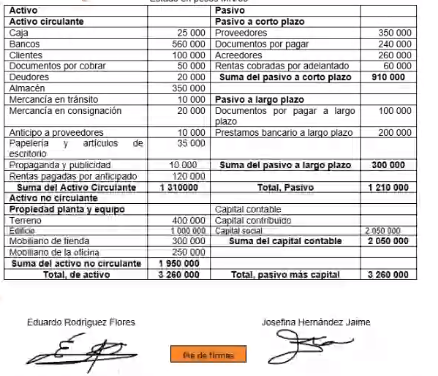 Estado en pesos
Activo Pasivo
Activo circulante Pasivo a corto plazo
Caja 25 000 Proveedores 350 000
Bancos 560 000 Documentos por pagar 240 000
Clientes 100 000 Acreedores 260 000
Documentos por cobrar 50 000 Rentas cobradas por adelantado 60 000
Deudores 20 000 Suma del pasivo a corto plazo 910 000
Almacén 350 000
Mercancía en tránsito 10 000 Pasivo a largo plazo
Mercancía en consignación 20 000 Documentos por pagar a largo plazo 100 000
Anticipo a proveedores 10 000 Prestamos bancario a largo plazo 200 000
Papelería y artículos de escritorio 35 000
Propaganda y publicidad 10 000 Suma del pasivo a largo plazo 300 000
Rentas pagadas por anticipado 120 000
Suma del Activo Circulante 1 310000 Total, Pasivo 1 210 000
Activo no circulante
Propiedad planta y equipo Capital contable
Terreno 400 000 Capital contribuido
Edificio 1 000 000 Capital social 2 050 000
Mobiliario de tienda 300 000 Suma del capital contable 2 050 000
Mobiliario de la oficina 250 000
Suma del activo no circulante 1 950 000
Total, de activo 3 260 000 Total, pasivo más capital 3 260 000
Eduardo Rodriguez Flores Josefina Hernández Jaime
Pie de firmas